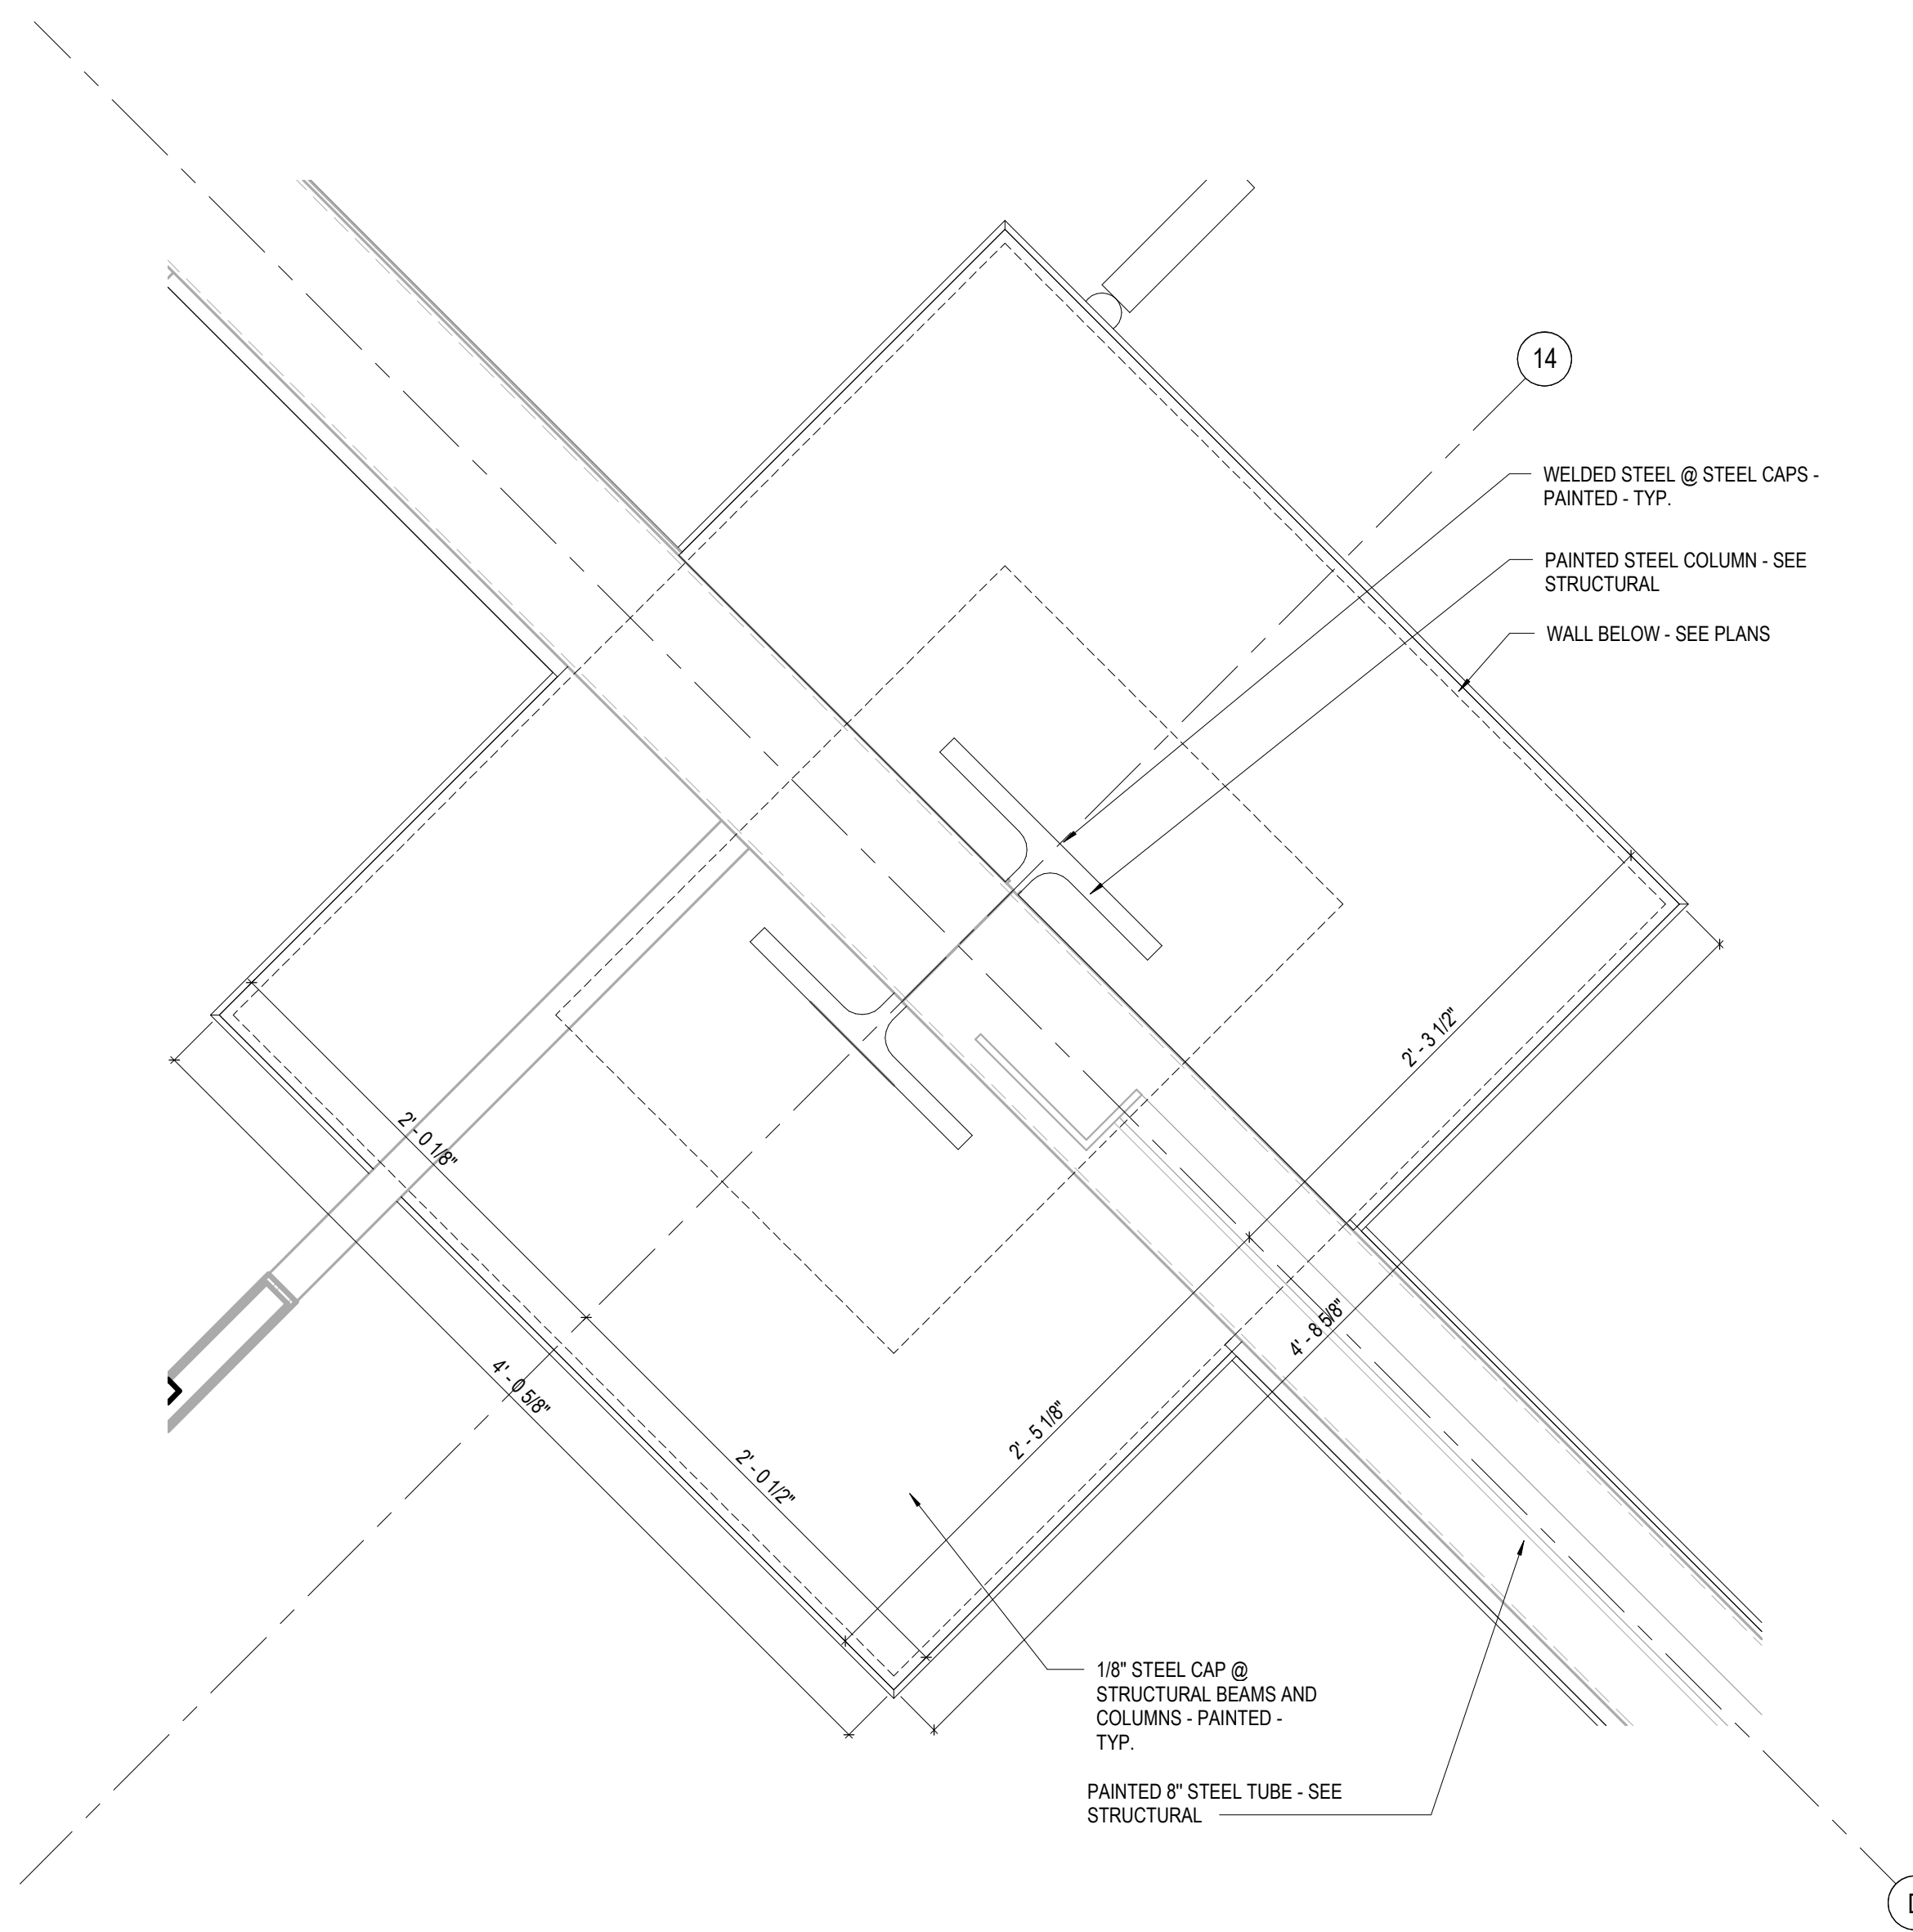 14
WELDED STEEL @ STEEL CAPS -
PAINTED - TYP.
PAINTED STEEL COLUMN - SEE
STRUCTURAL
WALL BELOW - SEE PLANS
2' - 3 1/2"
2' - 0 1/8"
4' - 8 5/8"
4' - 0 5/8"
2' - 5 1/8"
2' - 0 1/2"
1/8" STEEL CAP @
STRUCTURAL BEAMS AND
COLUMNS - PAINTED -
TYP.
PAINTED 8" STEEL TUBE - SEE
STRUCTURAL